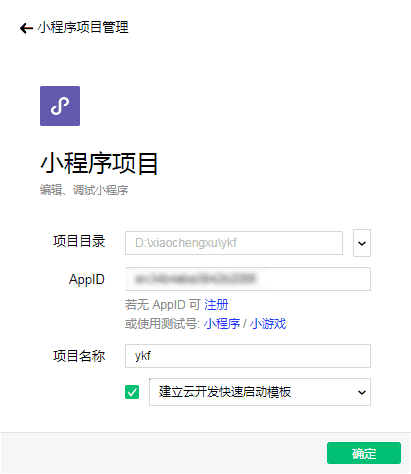 小程序项目管理
小程序项目
编辑、调试小程序
项目目录 D:\xiaochengxu\ykf
AppID
若无 AppID 可 注册
或使用测试号: 小程序 / 小游戏
项目名称 ykf
建立云开发快速启动模板
确定